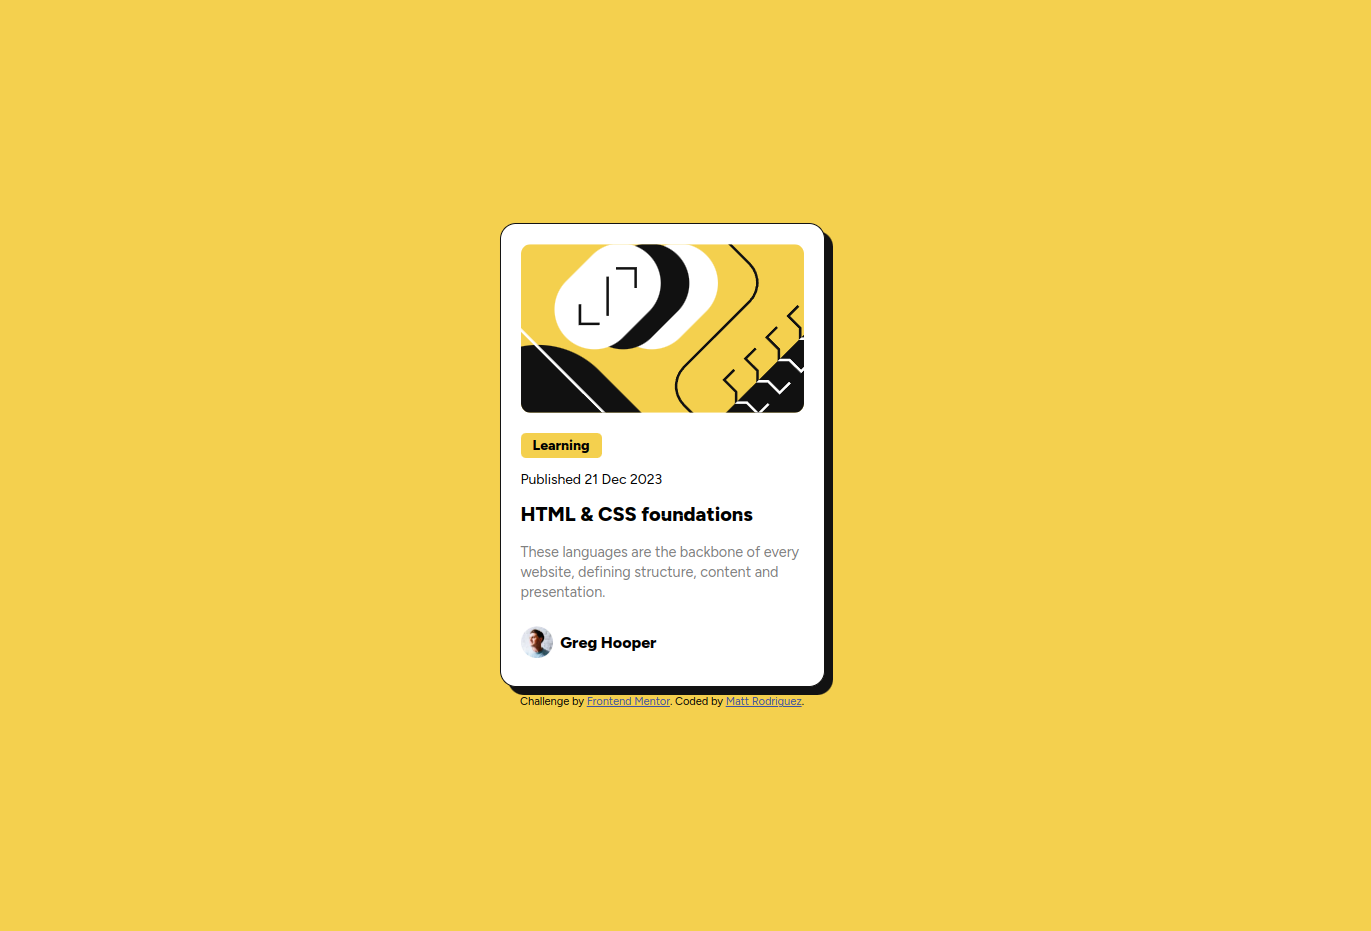 Learning
Published 21 Dec 2023
HTML & CSS foundations
These languages are the backbone of every
website, defining structure, content and
presentation.
Greg Hooper
Challenge by Frontend Mentor. Coded by Matt Rodriguez.